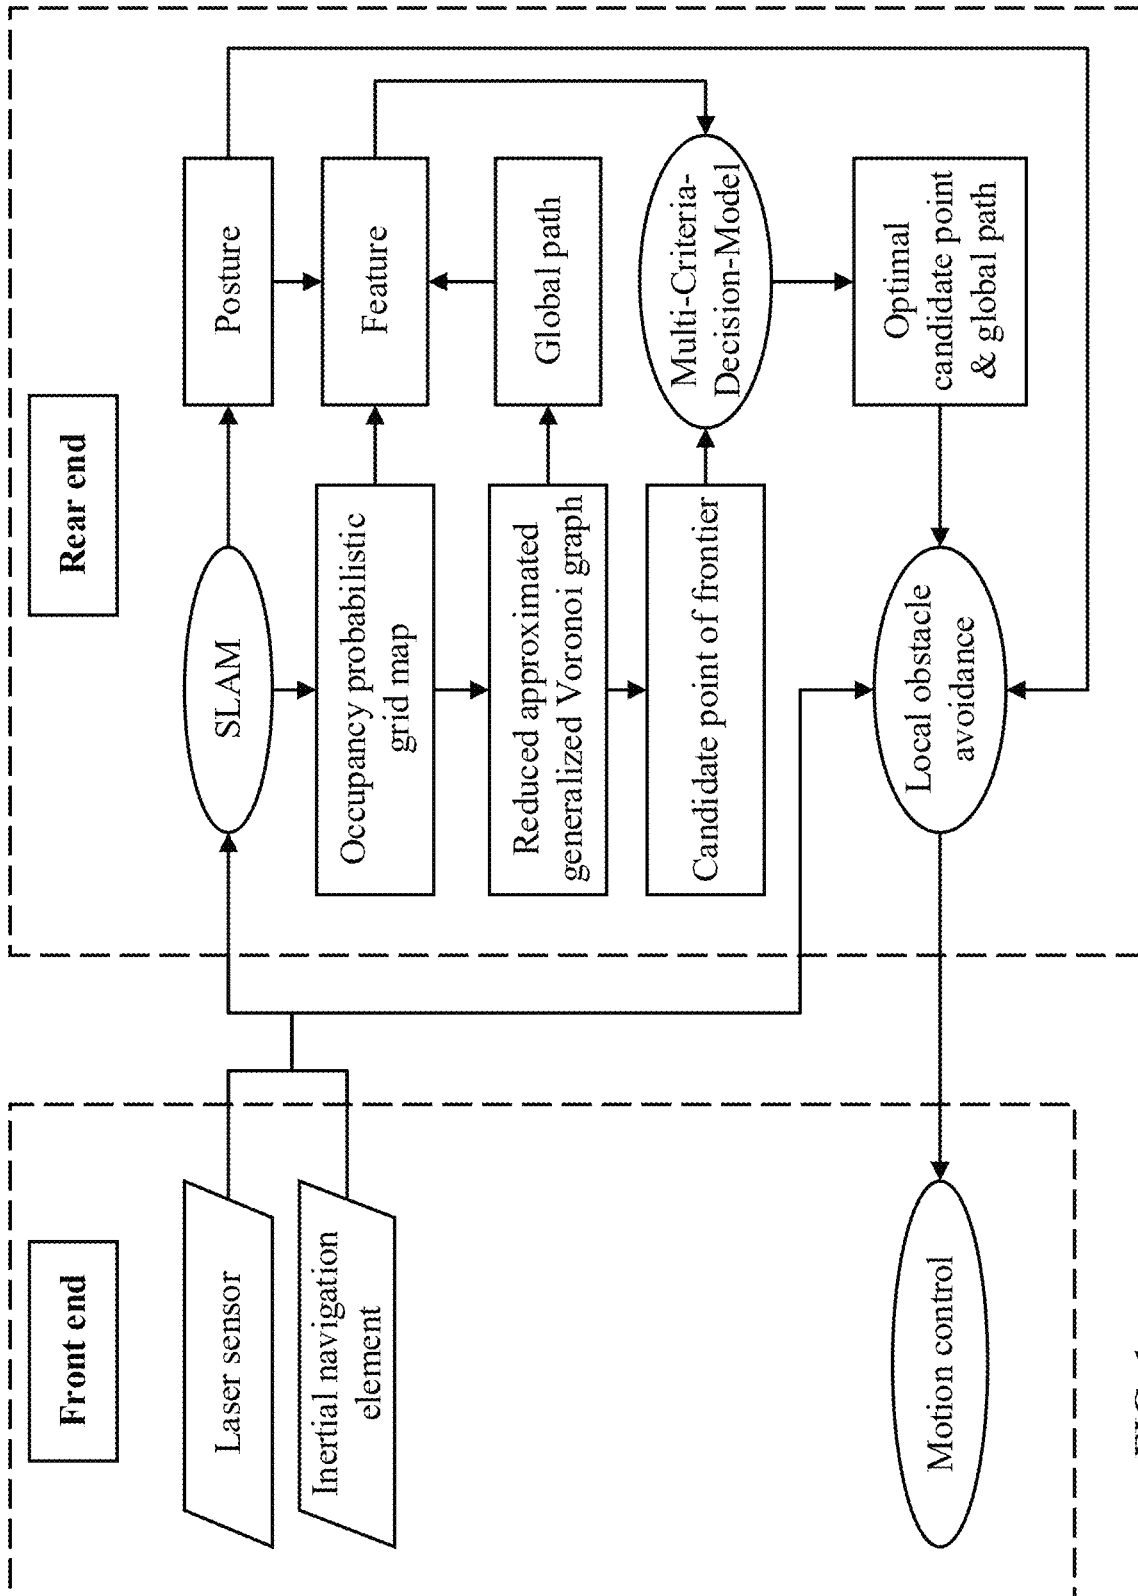 Front end
Laser sensor
Inertial navigation
element
Motion control
Rear end
SLAM
Posture
Occupancy probabilistic
grid map
Feature
Reduced approximated
generalized Voronoi graph
Global path
Candidate point of frontier
Multi-Criteria-
Decision-Model
Local obstacle
avoidance
Optimal
candidate point
& global path